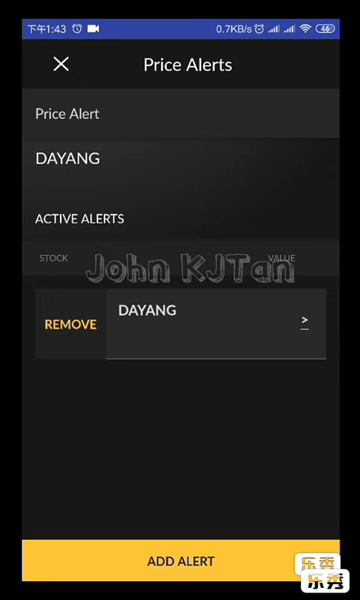 下午1:43 0.7KB/s 46
Price Alerts
Price Alert
DAYANG
ACTIVE ALERTS
STOCK VALUE
John KJTan
REMOVE DAYANG >
ADD ALERT
乐秀
乐秀